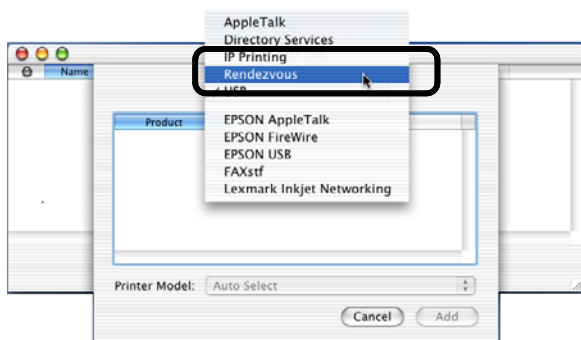 AppleTalk
Directory Services
IP Printing
Rendezvous
✓ USB
EPSON AppleTalk
EPSON FireWire
EPSON USB
FAXstf
Lexmark Inkjet Networking
Name
Product
Printer Model: Auto Select
Cancel Add